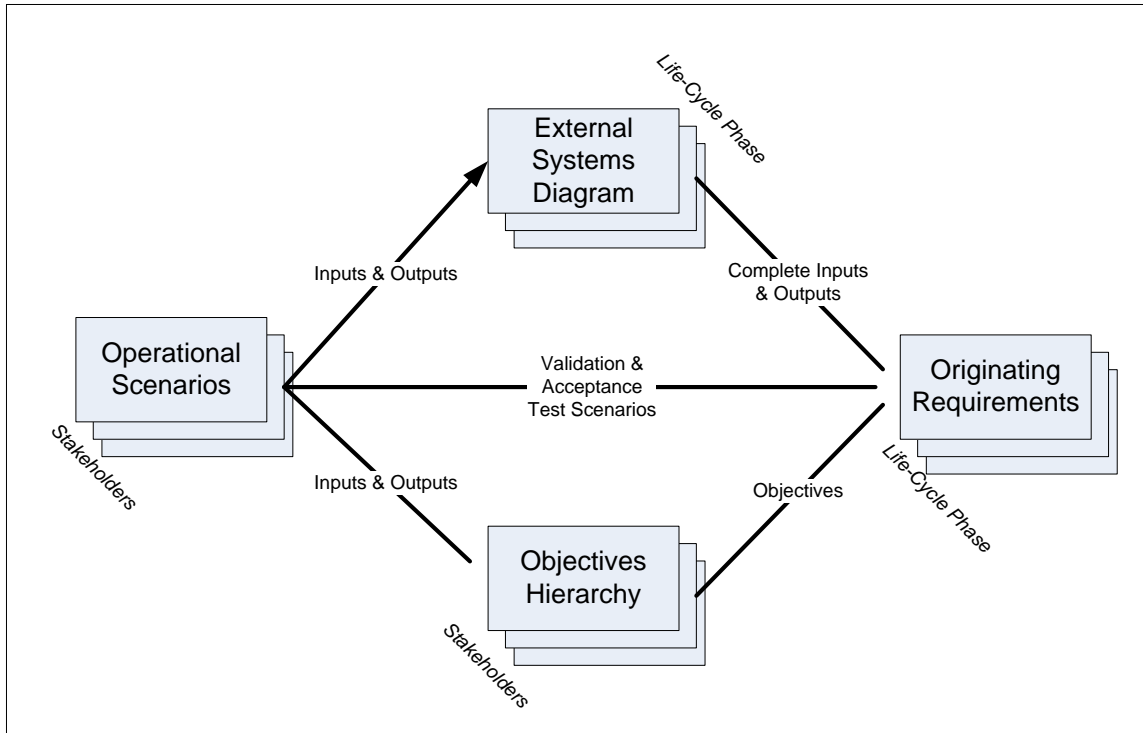 Life-Cycle Phase
External
Systems
Diagram
Inputs & Outputs
Complete Inputs
& Outputs
Operational
Scenarios
Stakeholders
Validation &
Acceptance
Test Scenarios
Originating
Requirements
Life-Cycle Phase
Inputs & Outputs
Objectives
Objectives
Hierarchy
Stakeholders